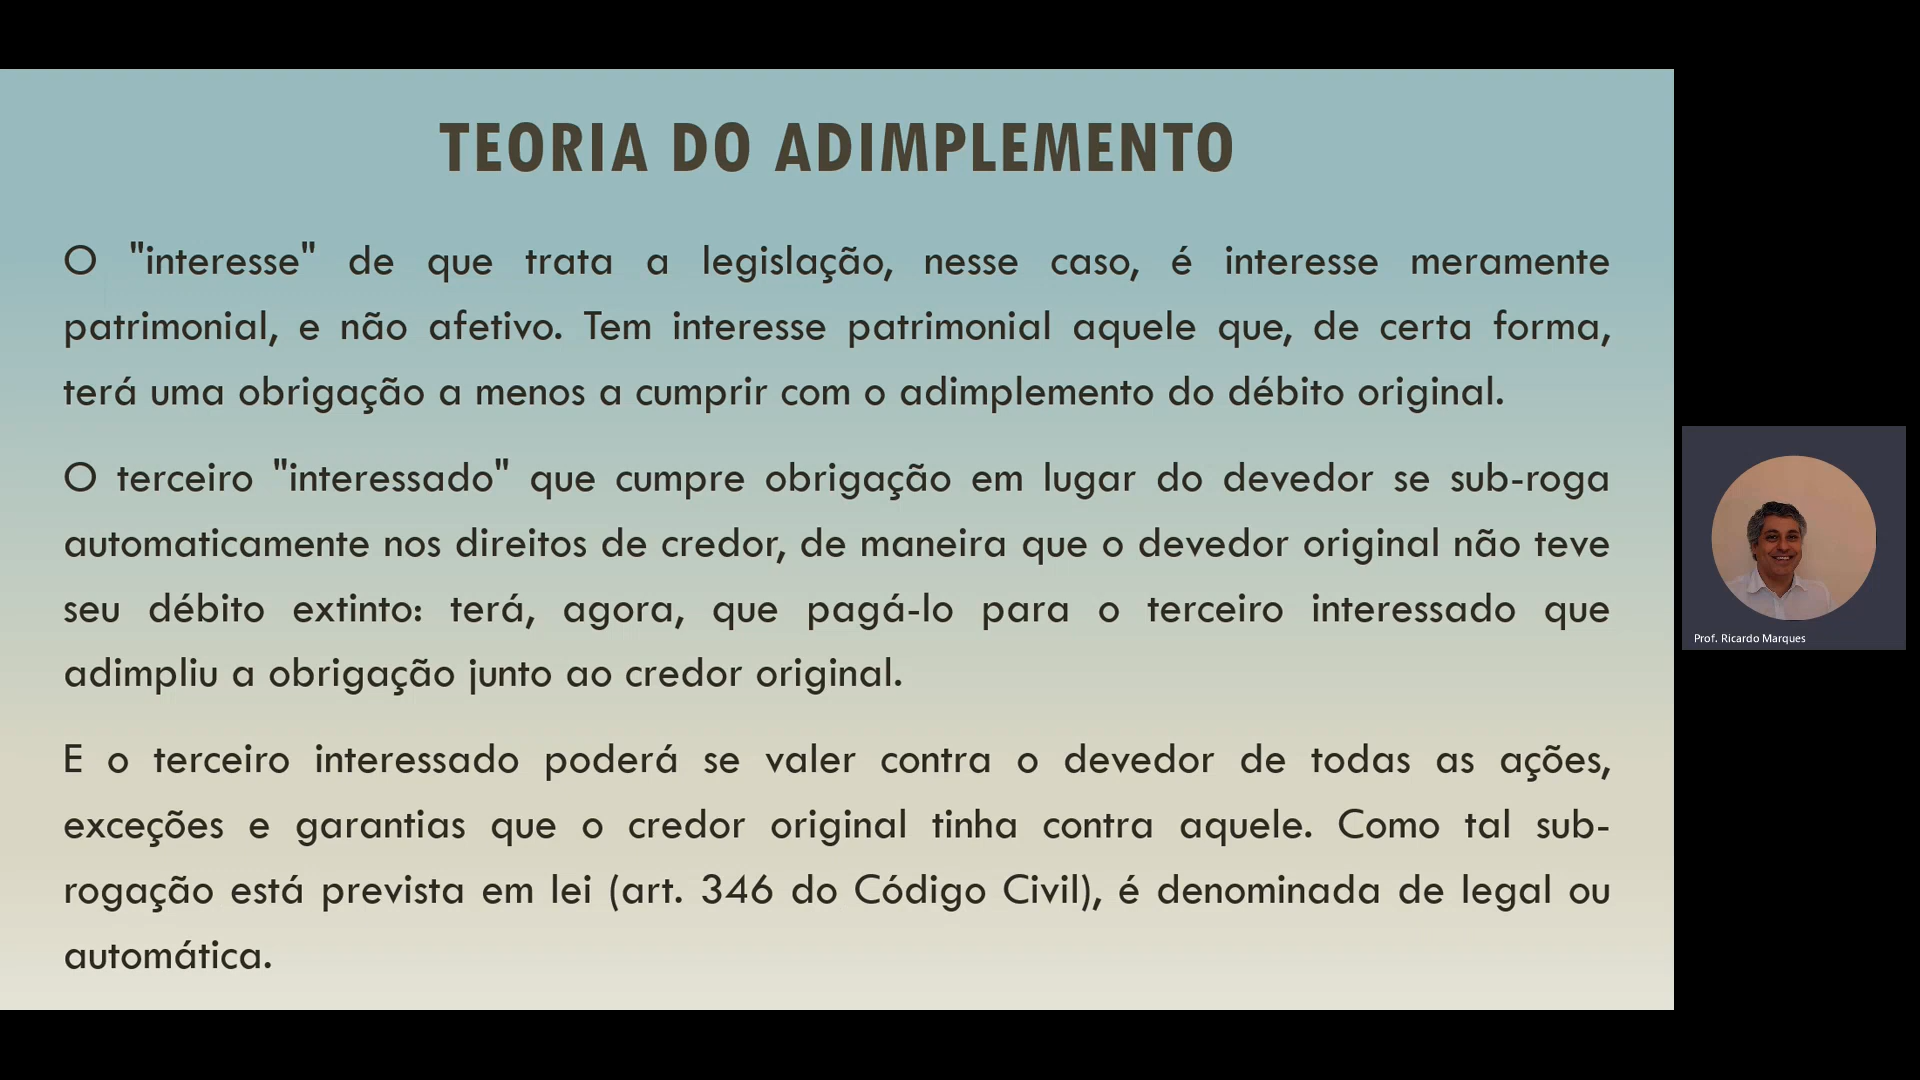 TEORIA DO ADIMPLEMENTO
O "interesse" de que trata a legislação, nesse caso, é interesse meramente
patrimonial, e não afetivo. Tem interesse patrimonial aquele que, de certa forma,
terá uma obrigação a menos a cumprir com o adimplemento do débito original.
O terceiro "interessado" que cumpre obrigação em lugar do devedor se sub-roga
automaticamente nos direitos de credor, de maneira que o devedor original não teve
seu débito extinto: terá, agora, que pagá-lo para o terceiro interessado que
adimpliu a obrigação junto ao credor original.
E o terceiro interessado poderá se valer contra o devedor de todas as ações,
exceções e garantias que o credor original tinha contra aquele. Como tal sub-
rogação está prevista em lei (art. 346 do Código Civil), é denominada de legal ou
automática.
Prof. Ricardo Marques